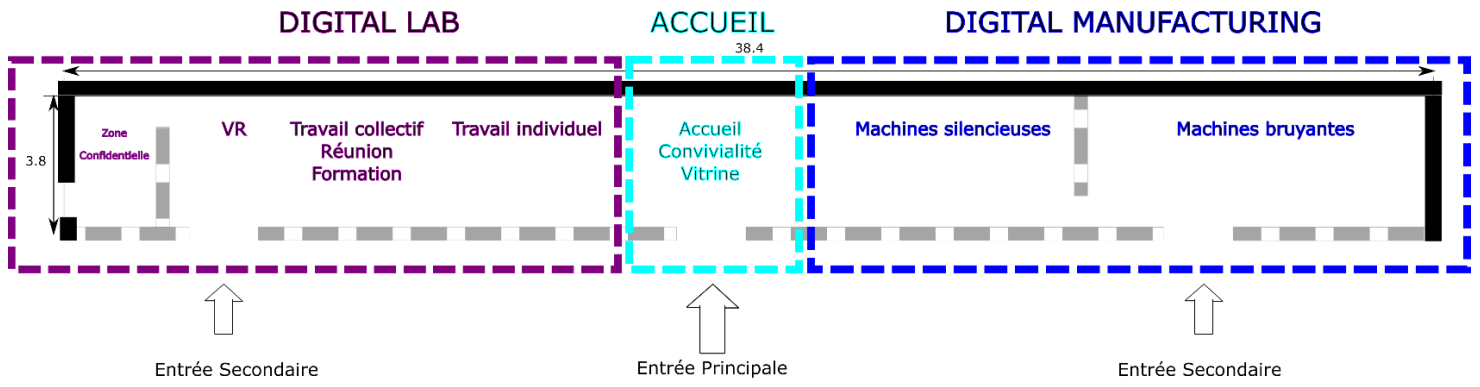 DIGITAL LAB
ACCUEIL
DIGITAL MANUFACTURING
38.4
3.8
Zone
Confidentielle
VR
Travail collectif
Réunion
Formation
Travail individuel
Accueil
Convivialité
Vitrine
Machines silencieuses
Machines bruyantes
Entrée Secondaire
Entrée Principale
Entrée Secondaire